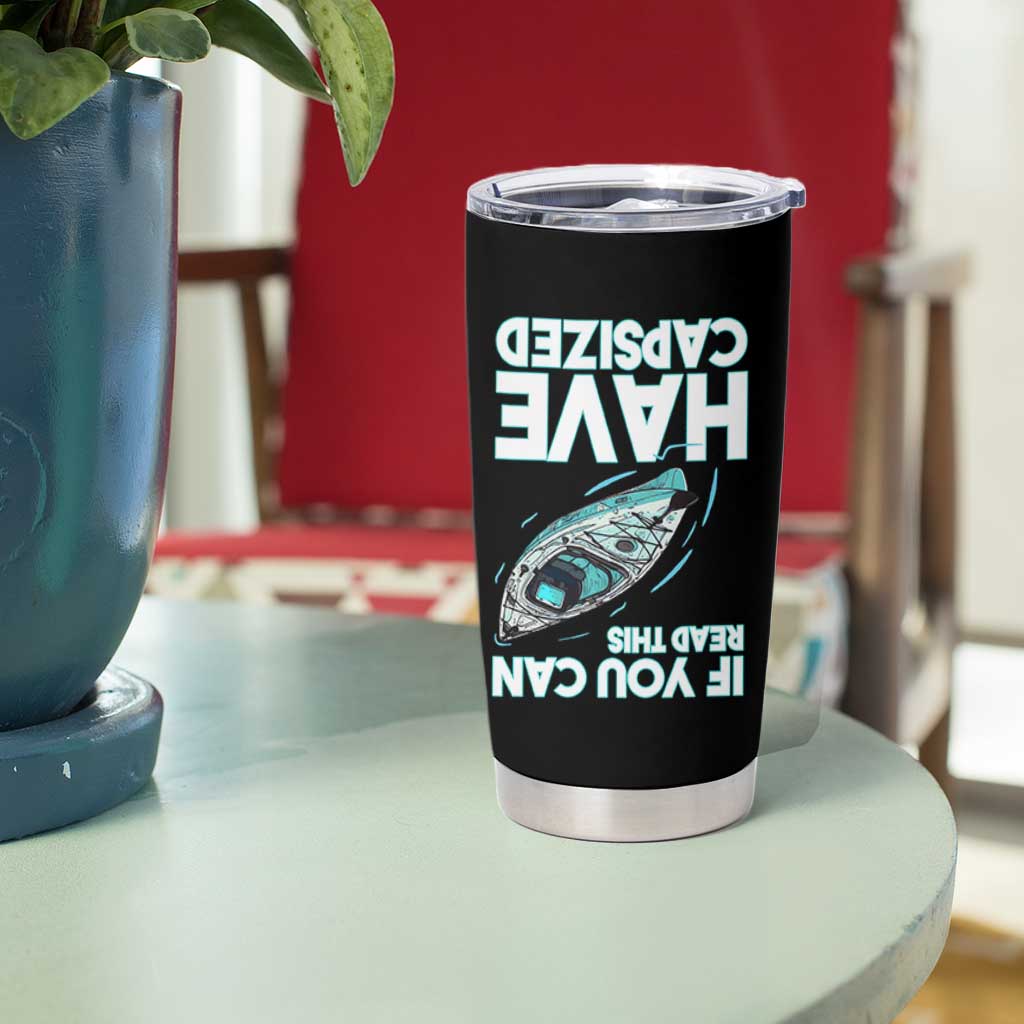 IF YOU CAN
READ THIS
HAVE
CAPSIZED